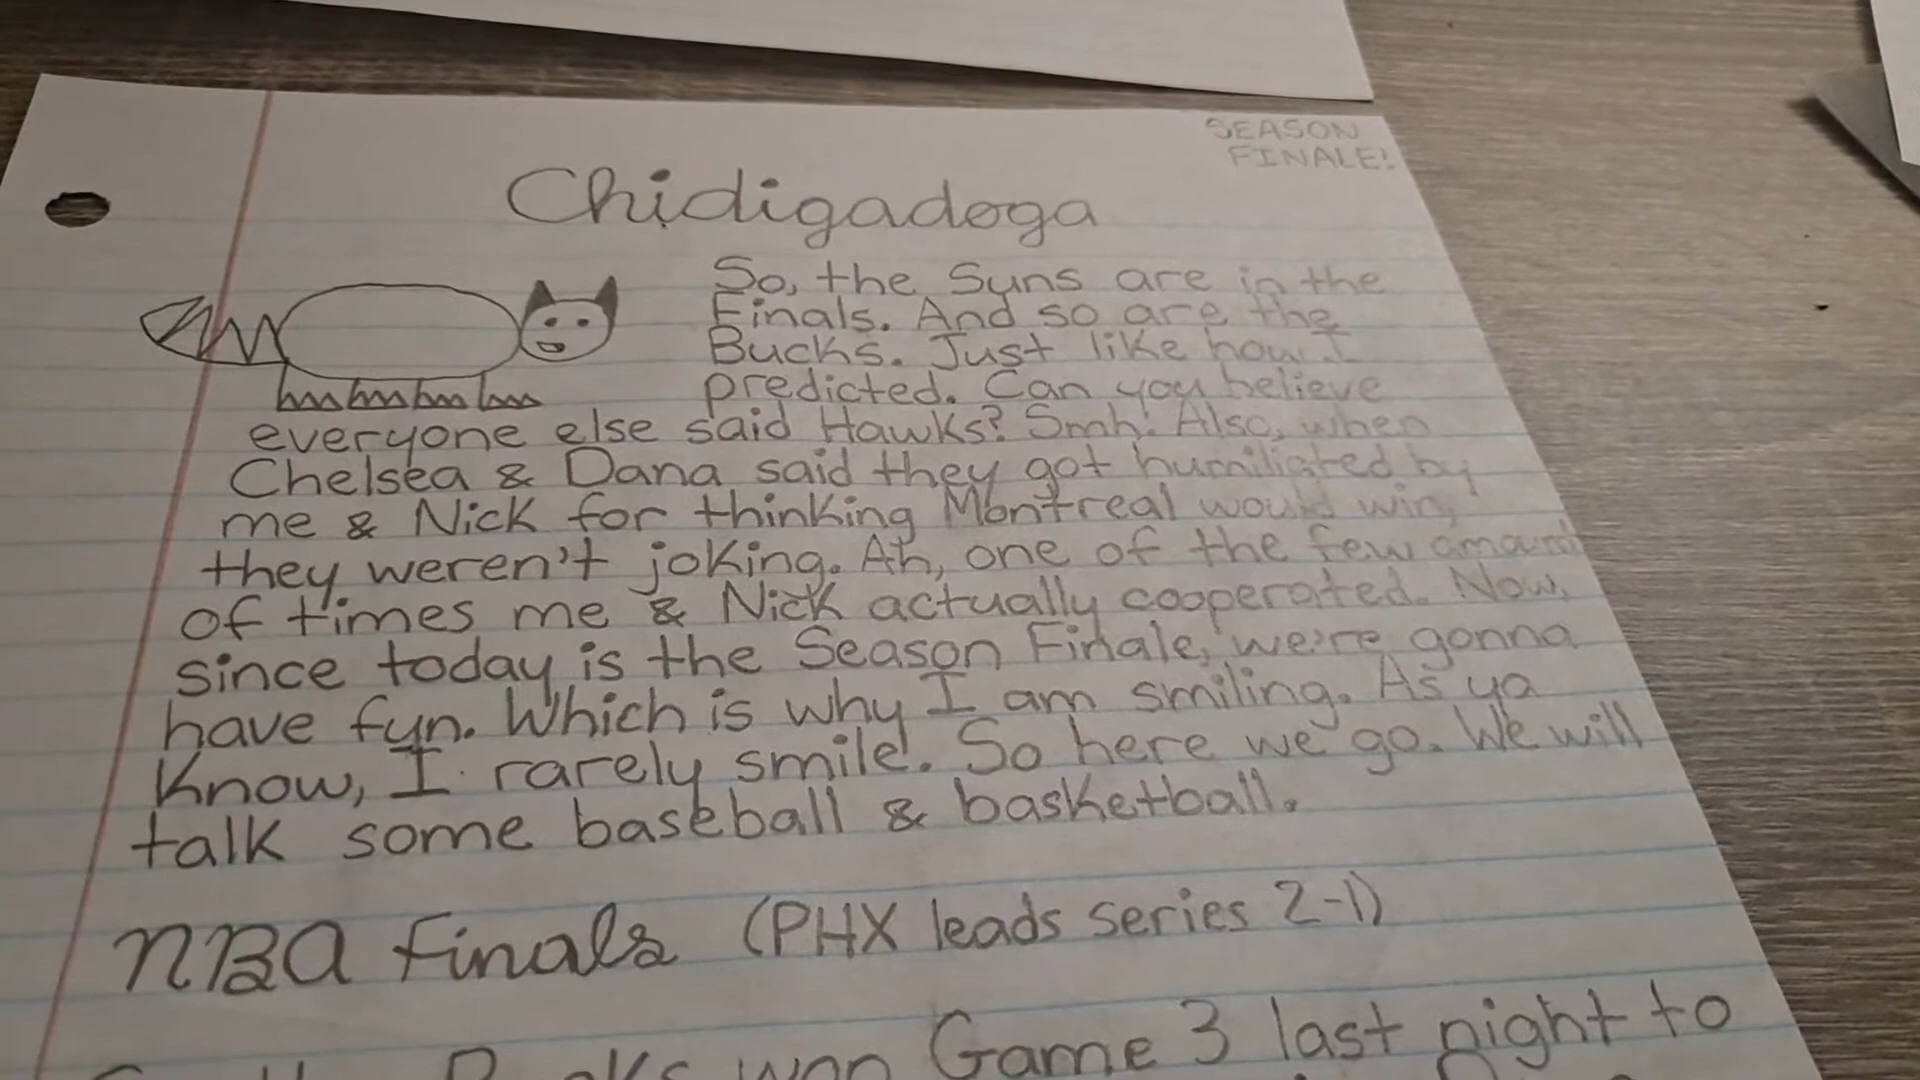 SEASON
FINALE!
Chidigadoga
So, the Suns are in the
Finals. And so are the
Bucks. Just like how I
predicted. Can you believe
everyone else said Hawks? Smh! Also, when
Chelsea & Dana said they got humiliated by
me & Nick for thinking Montreal would win,
they weren't joking. Ah, one of the few amount
of times me & Nick actually cooperated. Now,
since today is the Season Finale, we're gonna
have fun. Which is why I am smiling. As ya
know, I rarely smile. So here we go. We will
talk some baseball & basketball.
NBA Finals (PHX leads series 2-1)
won Game 3 last night to